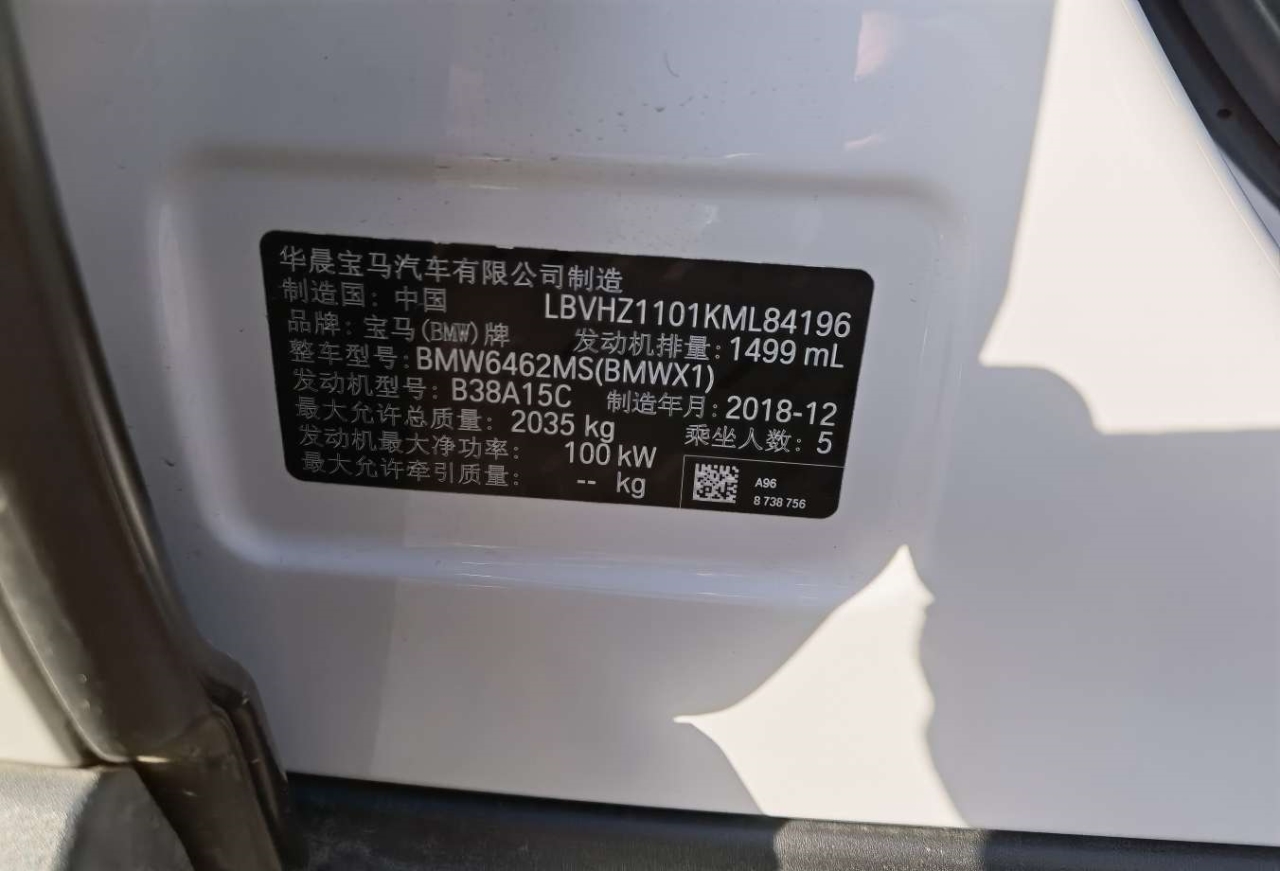 华晨宝马汽车有限公司制造
制造国：中国 LBVHZ1101KML84196
品牌：宝马(BMW)牌 发动机排量：1499 mL
整车型号：BMW6462MS(BMWX1)
发动机型号：B38A15C 制造年月：2018-12
最大允许总质量：2035 kg 乘坐人数：5
发动机最大净功率：100 kW
最大允许牵引质量：-- kg
A96
8 738 756